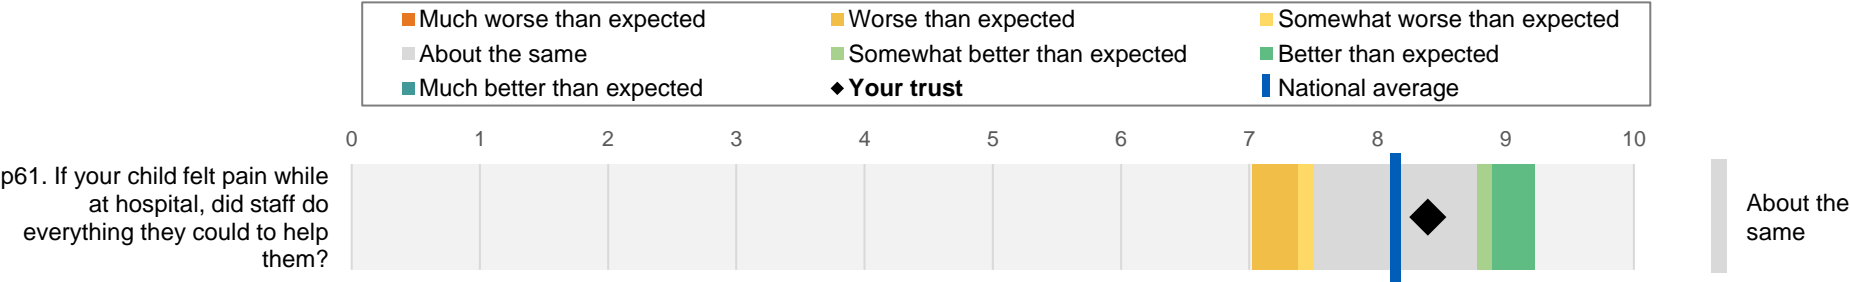 Much worse than expected
Worse than expected
Somewhat worse than expected
About the same
Somewhat better than expected
Better than expected
Much better than expected
Your trust
National average
0 1 2 3 4 5 6 7 8 9 10
p61. If your child felt pain while
at hospital, did staff do
everything they could to help
them?
About the
same